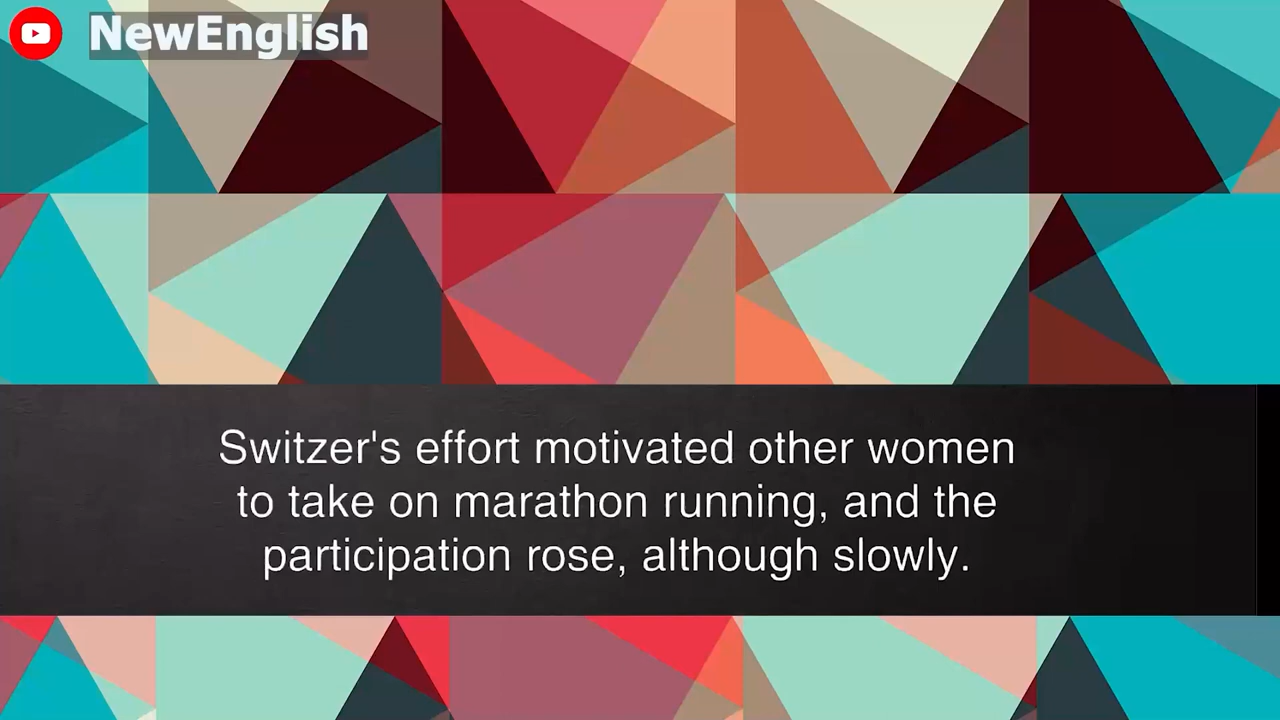 NewEnglish
Switzer's effort motivated other women
to take on marathon running, and the
participation rose, although slowly.